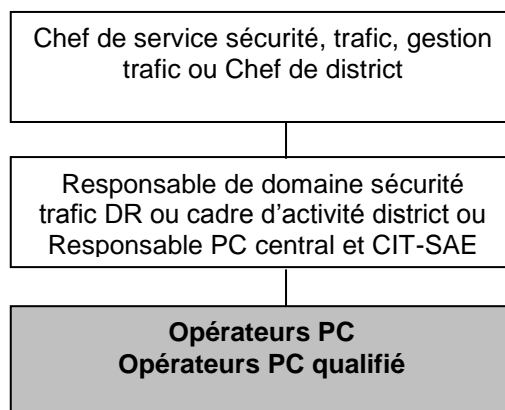 Chef de service sécurité, trafic, gestion
trafic ou Chef de district
Responsable de domaine sécurité
trafic DR ou cadre d'activité district ou
Responsable PC central et CIT-SAE
Opérateurs PC
Opérateurs PC qualifié